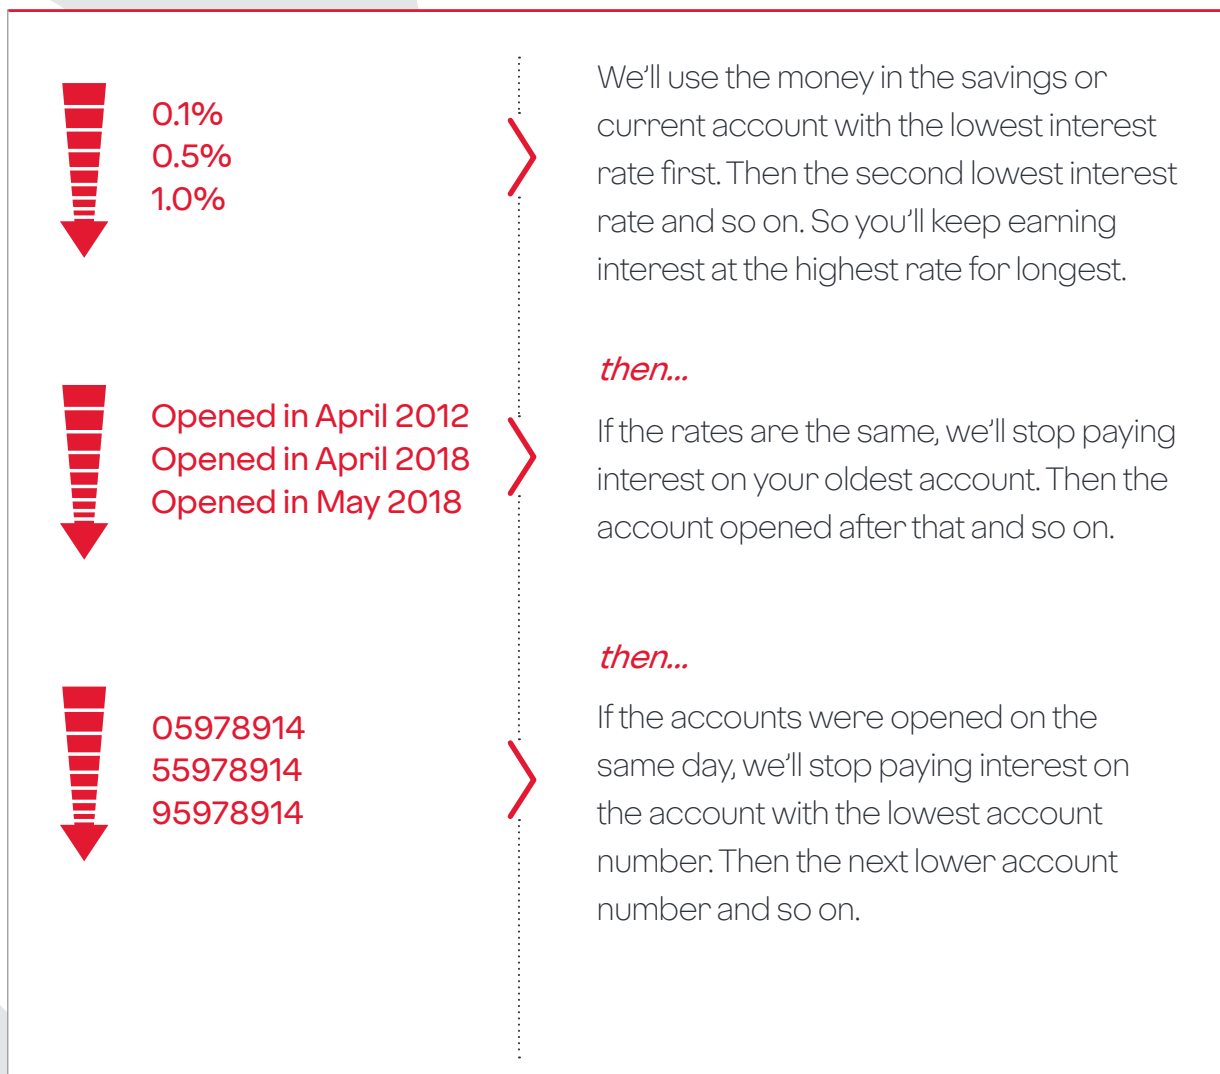 0.1%
0.5%
1.0%
We'll use the money in the savings or
current account with the lowest interest
rate first. Then the second lowest interest
rate and so on. So you'll keep earning
interest at the highest rate for longest.
then...
Opened in April 2012
Opened in April 2018
Opened in May 2018
If the rates are the same, we'll stop paying
interest on your oldest account. Then the
account opened after that and so on.
then...
05978914
55978914
95978914
If the accounts were opened on the
same day, we'll stop paying interest on
the account with the lowest account
number. Then the next lower account
number and so on.